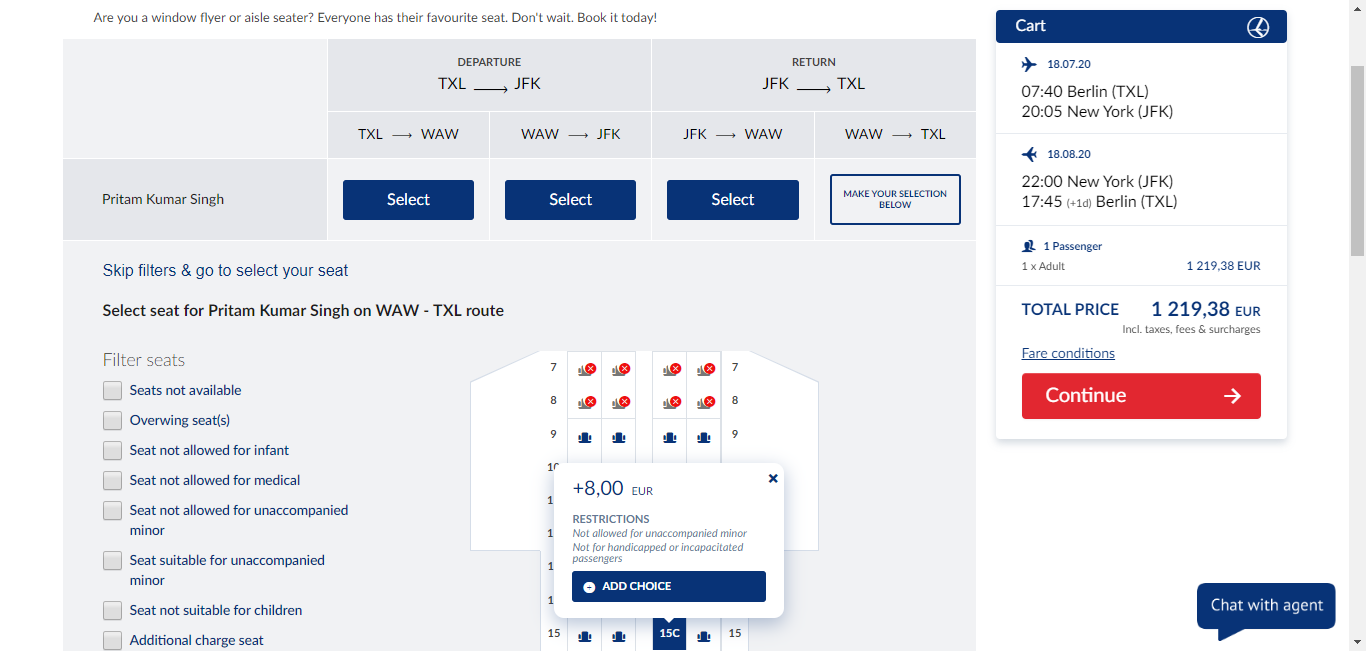 Are you a window flyer or aisle seater? Everyone has their favourite seat. Don't wait. Book it today!
DEPARTURE
TXL → JFK
RETURN
JFK → TXL
TXL → WAW
WAW → JFK
JFK → WAW
WAW → TXL
Pritam Kumar Singh
Select
Select
Select
MAKE YOUR SELECTION
BELOW
Skip filters & go to select your seat
Select seat for Pritam Kumar Singh on WAW - TXL route
Filter seats
Seats not available
Overwing seat(s)
Seat not allowed for infant
Seat not allowed for medical
Seat not allowed for unaccompanied
minor
Seat suitable for unaccompanied
minor
Seat not suitable for children
Additional charge seat
7 7
8 8
9 9
+8,00 EUR
RESTRICTIONS
Not allowed for unaccompanied minor
Not for handicapped or incapacitated
passengers
ADD CHOICE
15 15C 15
Cart
18.07.20
07:40 Berlin (TXL)
20:05 New York (JFK)
18.08.20
22:00 New York (JFK)
17:45 (+1d) Berlin (TXL)
1 Passenger
1 x Adult 1 219,38 EUR
TOTAL PRICE 1 219,38 EUR
Incl. taxes, fees & surcharges
Fare conditions
Continue
Chat with agent